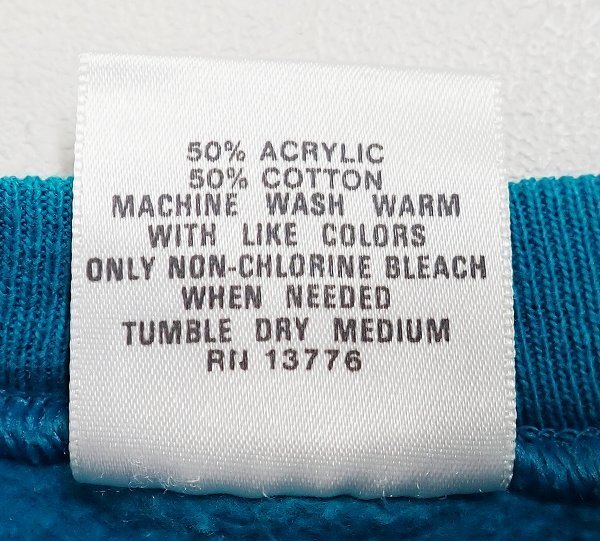 50% ACRYLIC
50% COTTON
MACHINE WASH WARM
WITH LIKE COLORS
ONLY NON-CHLORINE BLEACH
WHEN NEEDED
TUMBLE DRY MEDIUM
RN 13776